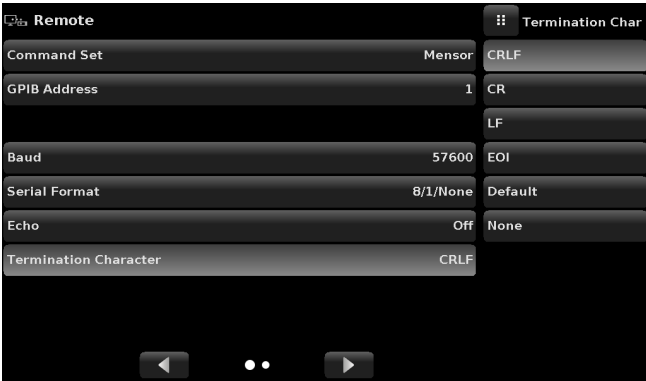 Remote
Command Set Mensor
GPIB Address 1
Baud 57600
Serial Format 8/1/None
Echo Off
Termination Character CRLF
Termination Char
CRLF
CR
LF
EOI
Default
None